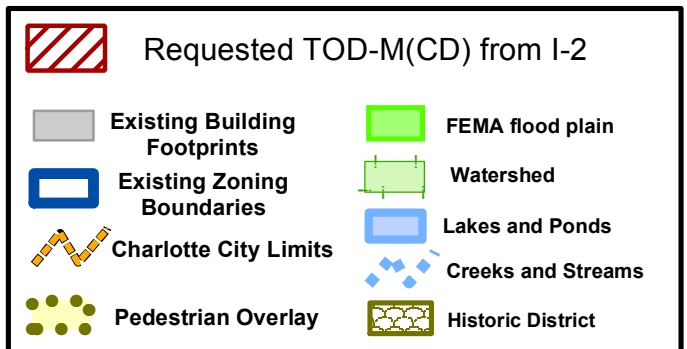 Requested TOD-M(CD) from I-2
Existing Building
Footprints
Existing Zoning
Boundaries
Charlotte City Limits
Pedestrian Overlay
FEMA flood plain
Watershed
Lakes and Ponds
Creeks and Streams
Historic District